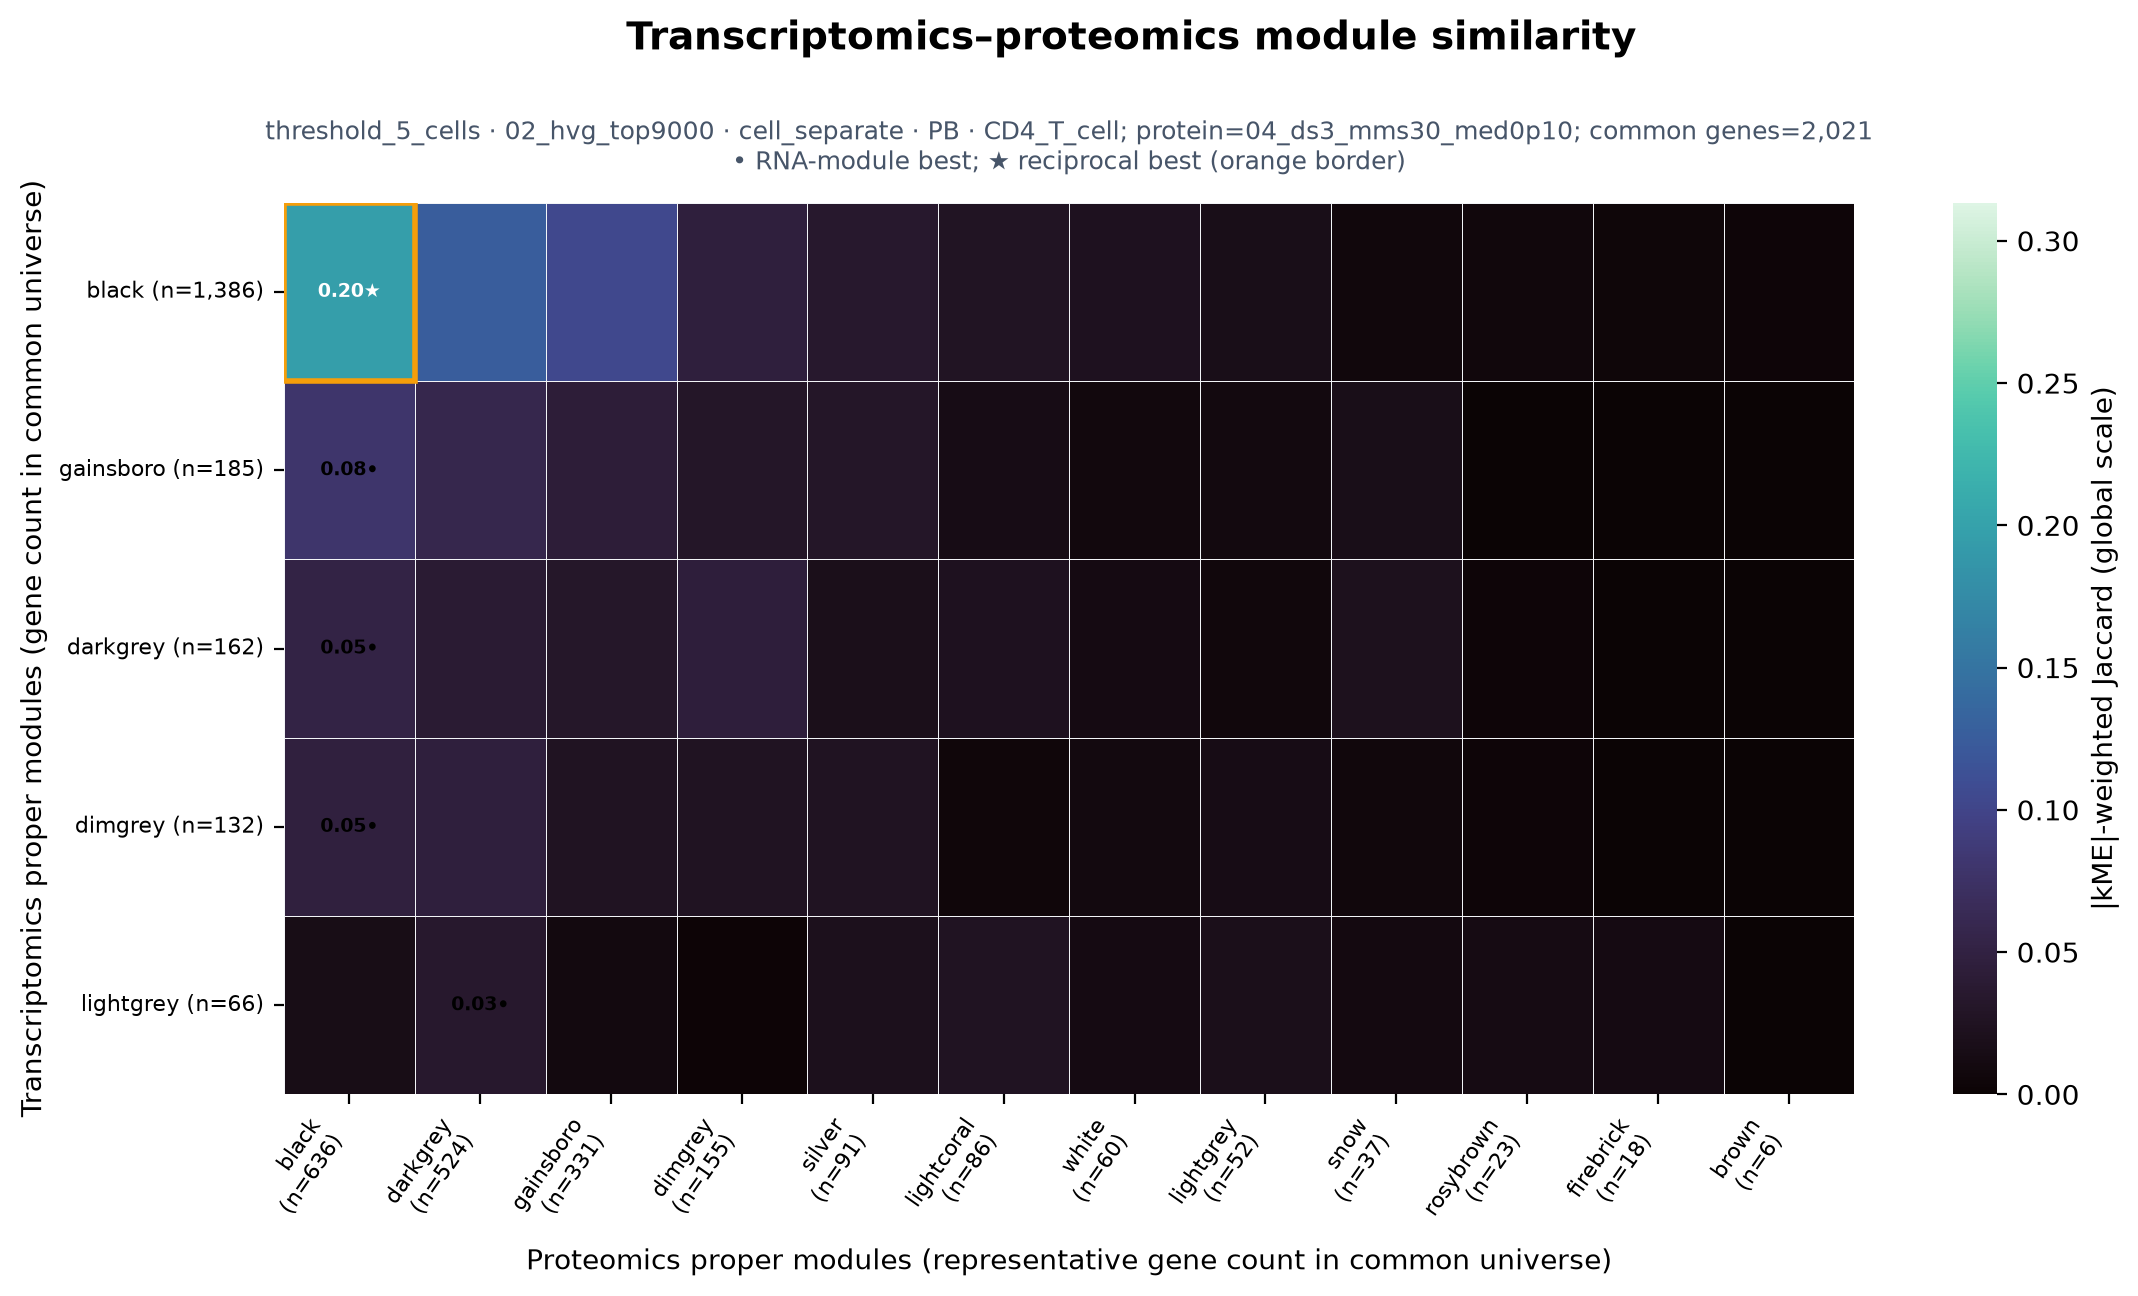 Transcriptomics–proteomics module similarity
threshold_5_cells · 02_hvg_top9000 · cell_separate · PB · CD4_T_cell; protein=04_ds3_mms30_med0p10; common genes=2,021
• RNA-module best; ★ reciprocal best (orange border)
Transcriptomics proper modules (gene count in common universe)
black (n=1,386)
gainsboro (n=185)
darkgrey (n=162)
dimgrey (n=132)
lightgrey (n=66)
0.20★
0.08•
0.05•
0.05•
0.03•
black
(n=636)
darkgrey
(n=524)
gainsboro
(n=331)
dimgrey
(n=155)
silver
(n=91)
lightcoral
(n=86)
white
(n=60)
lightgrey
(n=52)
snow
(n=37)
rosybrown
(n=23)
firebrick
(n=18)
brown
(n=6)
Proteomics proper modules (representative gene count in common universe)
0.30
0.25
0.20
0.15
0.10
0.05
0.00
|kME|-weighted Jaccard (global scale)